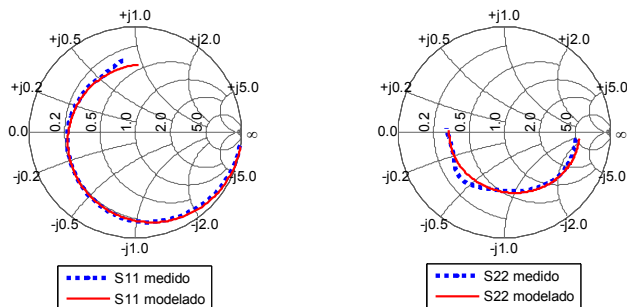 +j1.0
+j0.5
+j2.0
+j0.2
+j5.0
0.0
0.2
0.5
1.0
2.0
5.0
∞
-j0.2
-j5.0
-j0.5
-j2.0
-j1.0
S11 medido
S11 modelado
+j1.0
+j0.5
+j2.0
+j0.2
+j5.0
0.0
0.2
0.5
1.0
2.0
5.0
∞
-j0.2
-j5.0
-j0.5
-j2.0
-j1.0
S22 medido
S22 modelado